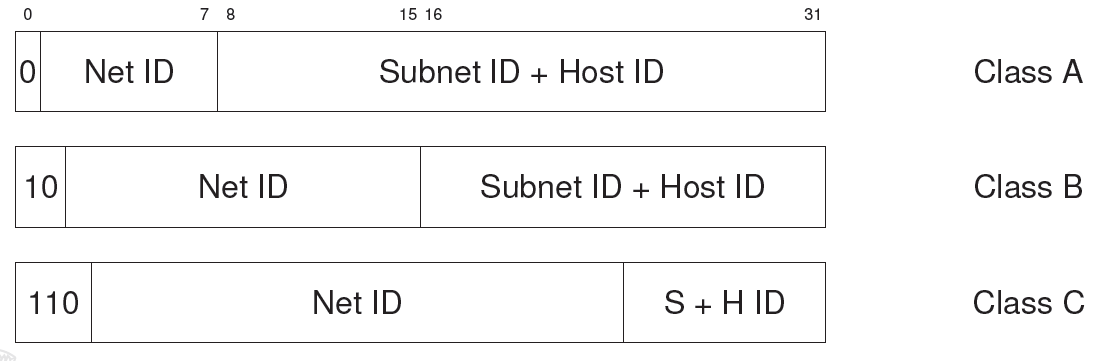 0 7 8 15 16 31
0 Net ID Subnet ID + Host ID Class A
10 Net ID Subnet ID + Host ID Class B
110 Net ID S + H ID Class C